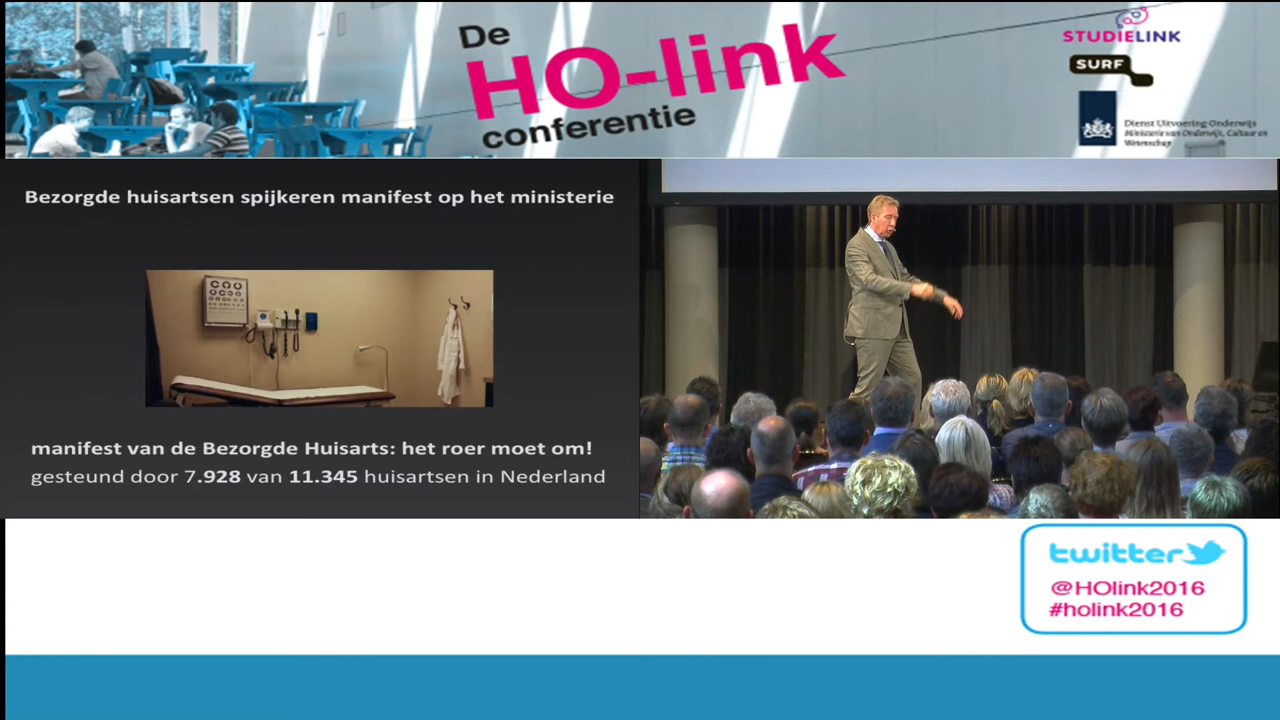 De
HO-link
conferentie
STUDIELINK
SURF
Dienst Uitvoering Onderwijs
Ministerie van Onderwijs, Cultuur en
Wetenschap
Bezorgde huisartsen spijkeren manifest op het ministerie
manifest van de Bezorgde Huisarts: het roer moet om!
gesteund door 7.928 van 11.345 huisartsen in Nederland
twitter
@HOlink2016
#holink2016